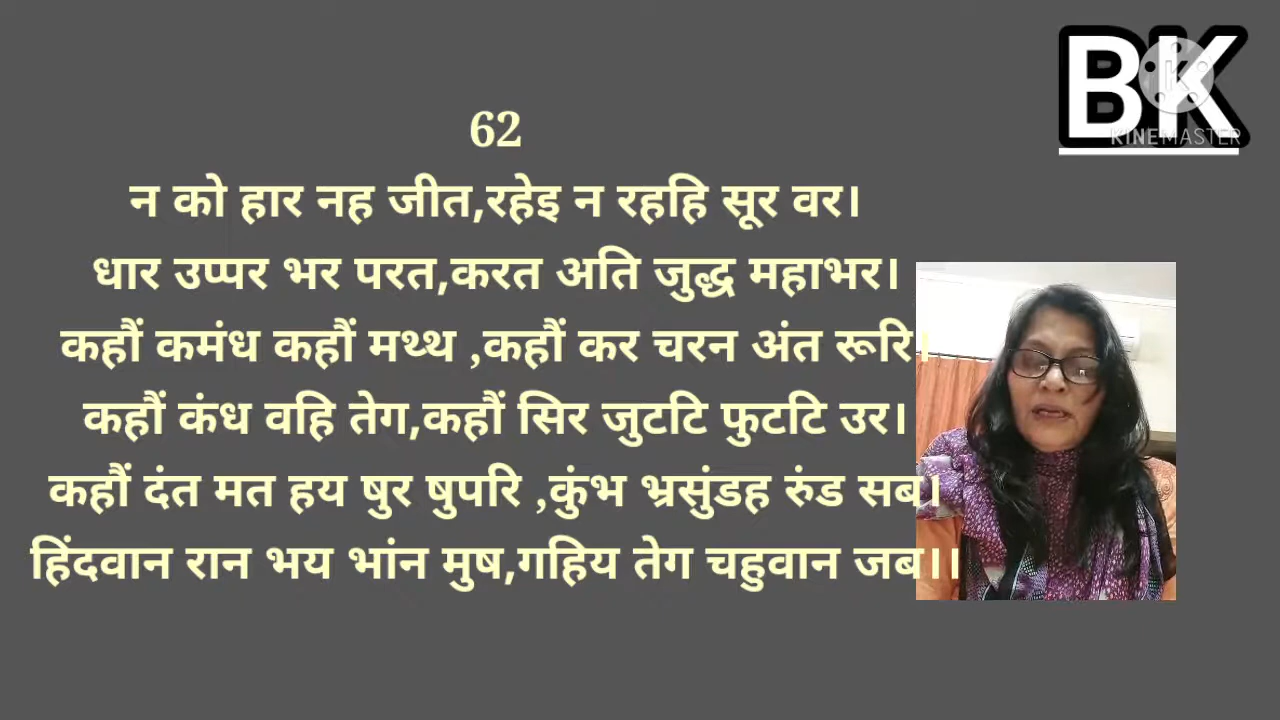 BK
KINEMASTER
62
न को हार नह जीत,रहेइ न रहहि सूर वर।
धार उप्पर भर परत,करत अति जुद्ध महाभर।
कहौं कमंध कहौं मथ्थ ,कहौं कर चरन अंत रूरि।
कहौं कंध वहि तेग,कहौं सिर जुटटि फुटटि उर।
कहौं दंत मत हय षुर षुपरि ,कुंभ भ्रसुंडह रुंड सब।
हिंदवान रान भय भांन मुष,गहिय तेग चहुवान जब।।